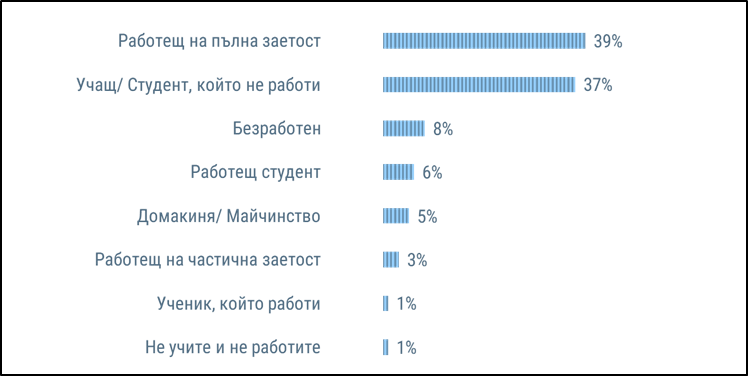 Работещ на пълна заетост 39%
Учащ/ Студент, който не работи 37%
Безработен 8%
Работещ студент 6%
Домакиня/ Майчинство 5%
Работещ на частична заетост 3%
Ученик, който работи 1%
Не учите и не работите 1%